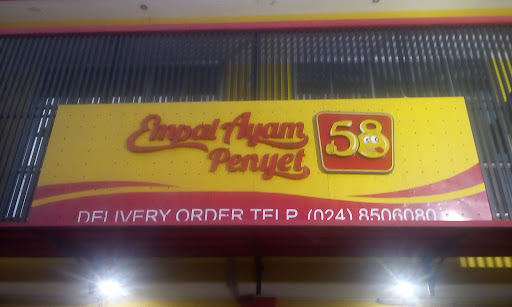 Empal Ayam
Penyet
58
DELIVERY ORDER TELP. (024) 8506080